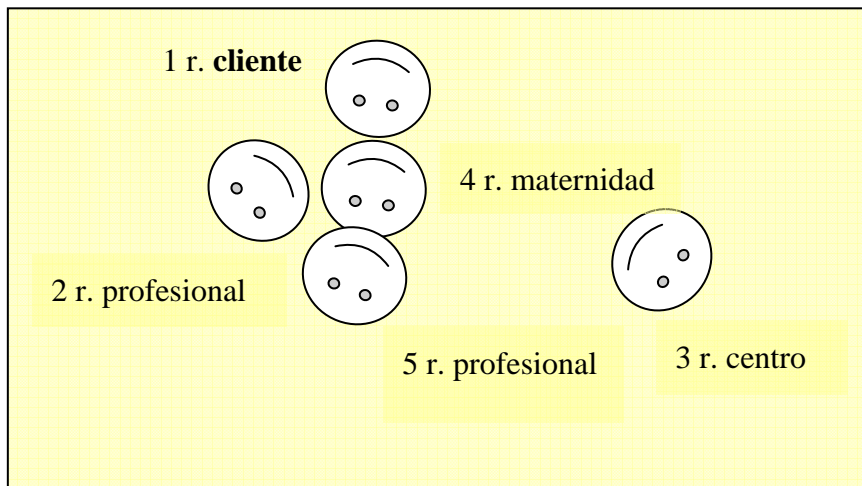 1 r. cliente
4 r. maternidad
2 r. profesional
5 r. profesional
3 r. centro